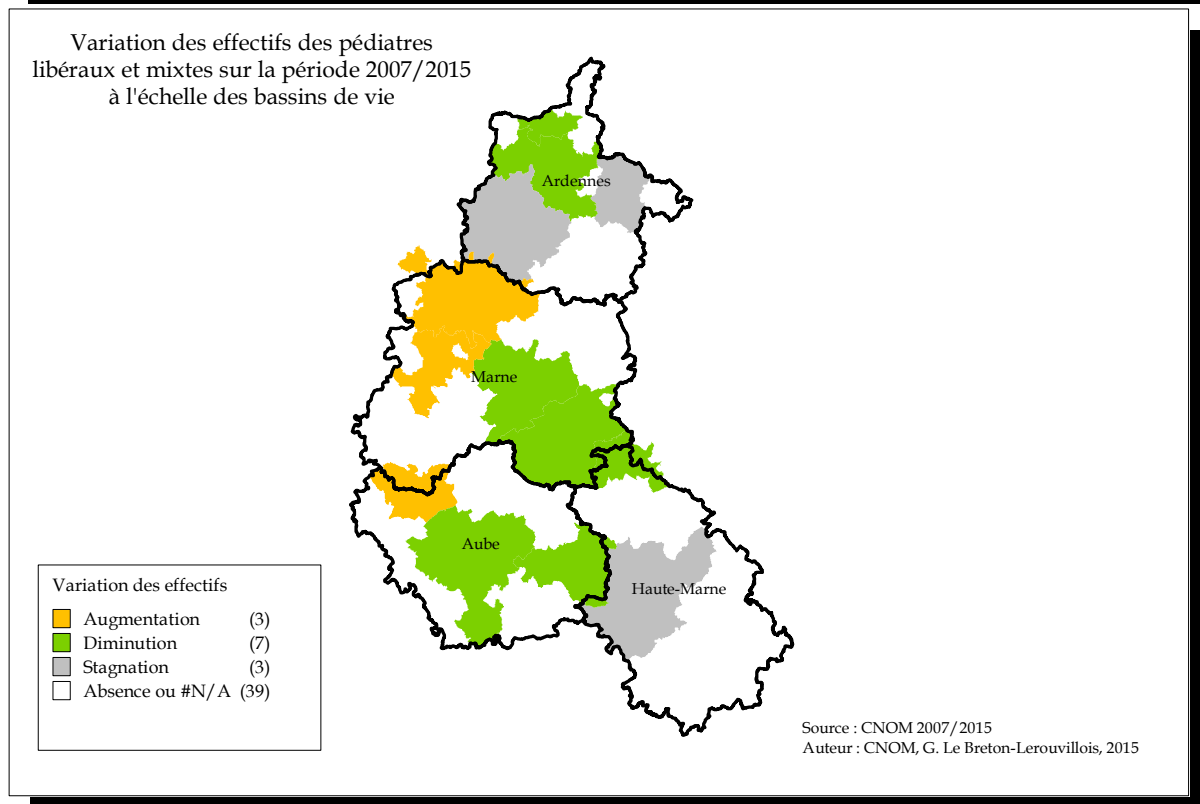 Variation des effectifs des pédiatres
libéraux et mixtes sur la période 2007/2015
à l'échelle des bassins de vie
Ardennes
Marne
Aube
Haute-Marne
Variation des effectifs
Augmentation (3)
Diminution (7)
Stagnation (3)
Absence ou #N/A (39)
Source : CNOM 2007/2015
Auteur : CNOM, G. Le Breton-Lerouvillois, 2015